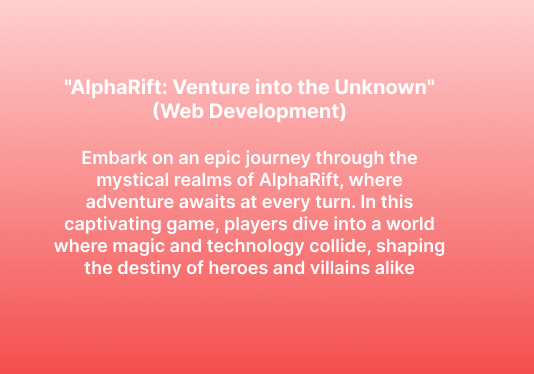 "AlphaRift: Venture into the Unknown"
(Web Development)
Embark on an epic journey through the
mystical realms of AlphaRift, where
adventure awaits at every turn. In this
captivating game, players dive into a world
where magic and technology collide, shaping
the destiny of heroes and villains alike